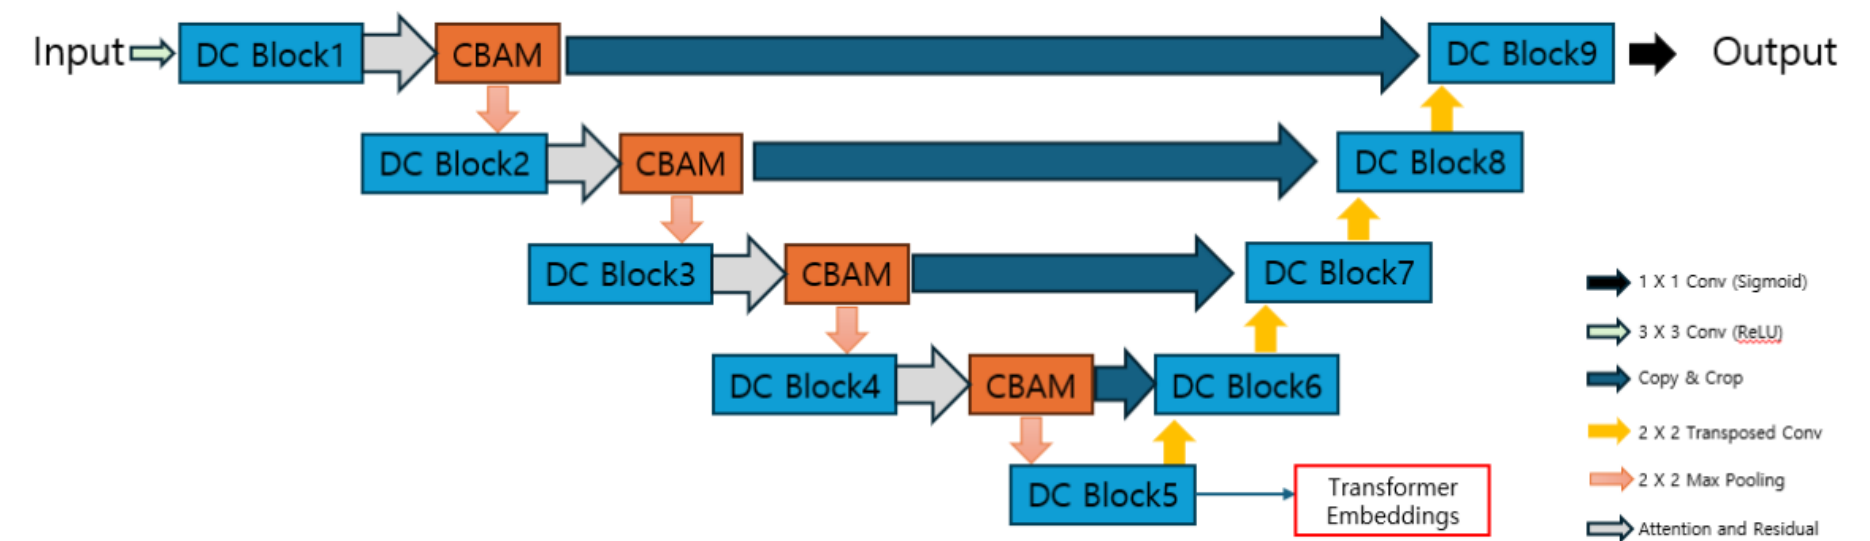 Input
DC Block1
CBAM
DC Block9
Output
DC Block2
CBAM
DC Block8
DC Block3
CBAM
DC Block7
DC Block4
CBAM
DC Block6
DC Block5
Transformer
Embeddings
1 X 1 Conv (Sigmoid)
3 X 3 Conv (ReLU)
Copy & Crop
2 X 2 Transposed Conv
2 X 2 Max Pooling
Attention and Residual